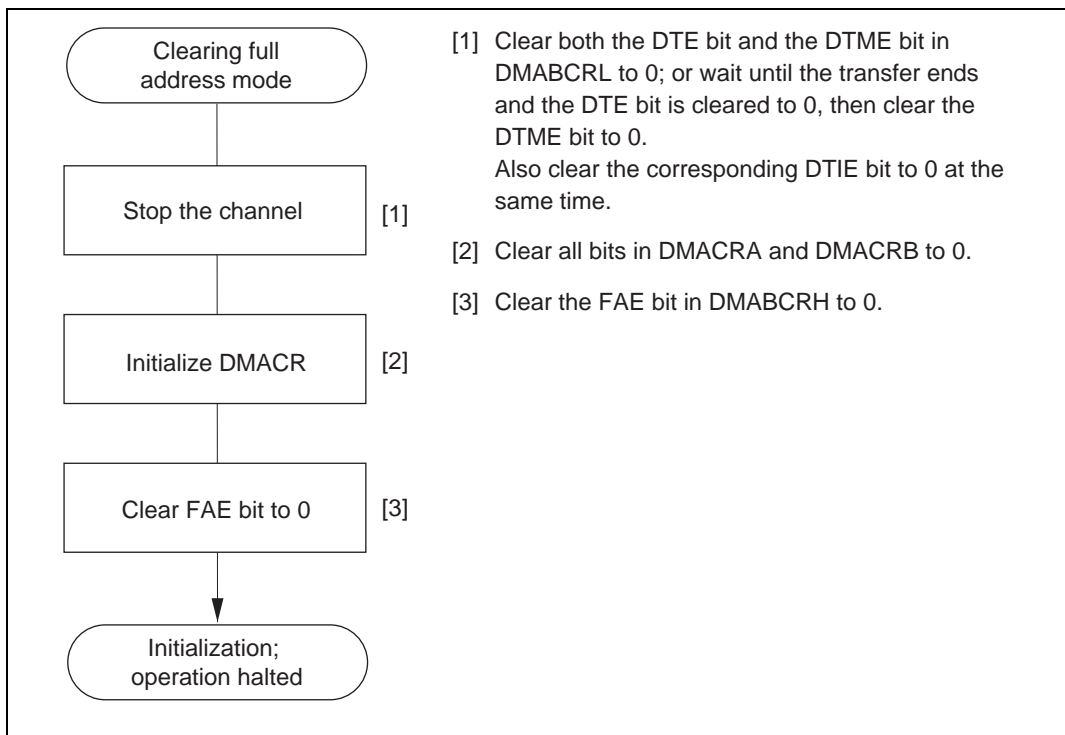 Clearing full
address mode
Stop the channel
[1]
Initialize DMACR
[2]
Clear FAE bit to 0
[3]
Initialization;
operation halted
[1] Clear both the DTE bit and the DTME bit in
DMABCRL to 0; or wait until the transfer ends
and the DTE bit is cleared to 0, then clear the
DTME bit to 0.
Also clear the corresponding DTIE bit to 0 at the
same time.
[2] Clear all bits in DMACRA and DMACRB to 0.
[3] Clear the FAE bit in DMABCRH to 0.